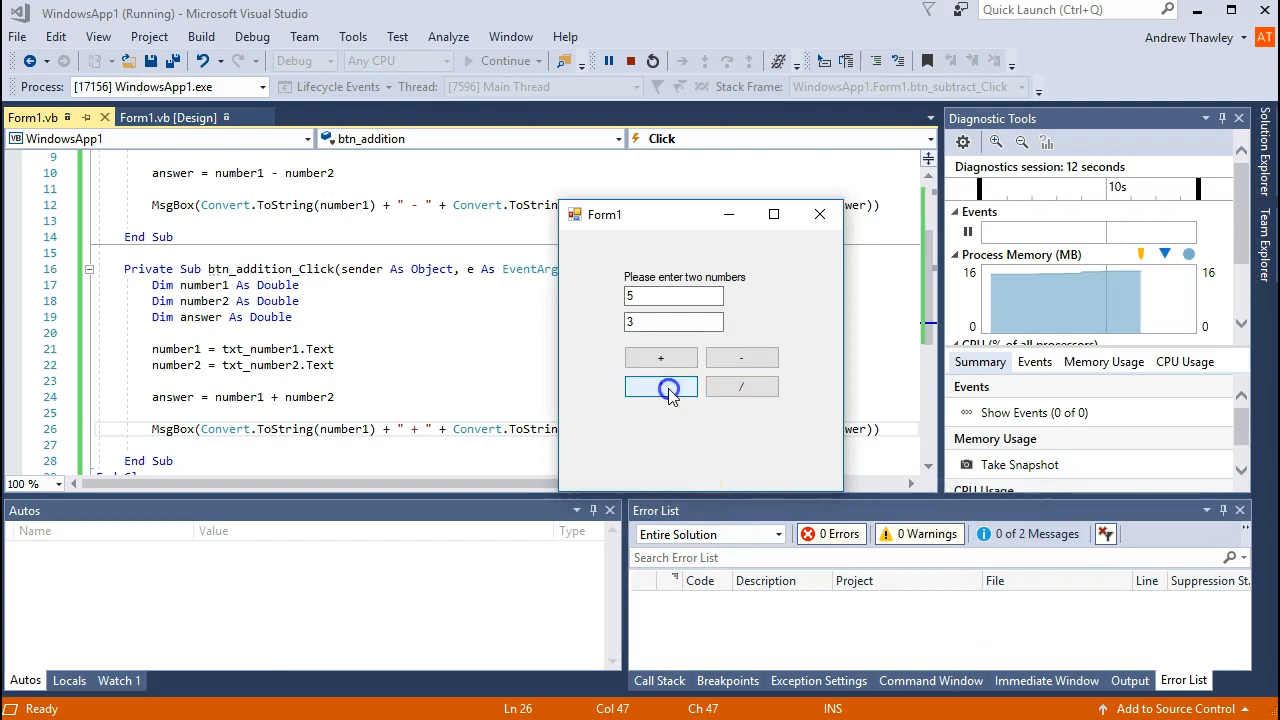 WindowsApp1 (Running) - Microsoft Visual Studio
Quick Launch (Ctrl+Q)
File Edit View Project Build Debug Team Tools Test Analyze Window Help
Andrew Thawley AT
Debug Any CPU Continue
Process: [17156] WindowsApp1.exe Lifecycle Events Thread: [7596] Main Thread Stack Frame: WindowsApp1.Form1.btn_subtract_Click
Form1.vb Form1.vb [Design]
WindowsApp1 btn_addition Click
9
10 answer = number1 - number2
11
12 MsgBox(Convert.ToString(number1) + " - " + Convert.ToString wer))
13
14 End Sub
15
16 Private Sub btn_addition_Click(sender As Object, e As EventArg
17 Dim number1 As Double
18 Dim number2 As Double
19 Dim answer As Double
20
21 number1 = txt_number1.Text
22 number2 = txt_number2.Text
23
24 answer = number1 + number2
25
26 MsgBox(Convert.ToString(number1) + " + " + Convert.ToString wer))
27
28 End Sub
100 %
Form1
Please enter two numbers
5
3
+ -
/
Diagnostic Tools
Diagnostics session: 12 seconds
10s
Events
Process Memory (MB)
16 16
0 0
CPU (% of all processors)
Summary Events Memory Usage CPU Usage
Events
Show Events (0 of 0)
Memory Usage
Take Snapshot
CPU Usage
Solution Explorer
Team Explorer
Autos
Name Value Type
Autos Locals Watch 1
Error List
Entire Solution 0 Errors 0 Warnings 0 of 2 Messages
Search Error List
Code Description Project File Line Suppression St.
Call Stack Breakpoints Exception Settings Command Window Immediate Window Output Error List
Ready Ln 26 Col 47 Ch 47 INS Add to Source Control